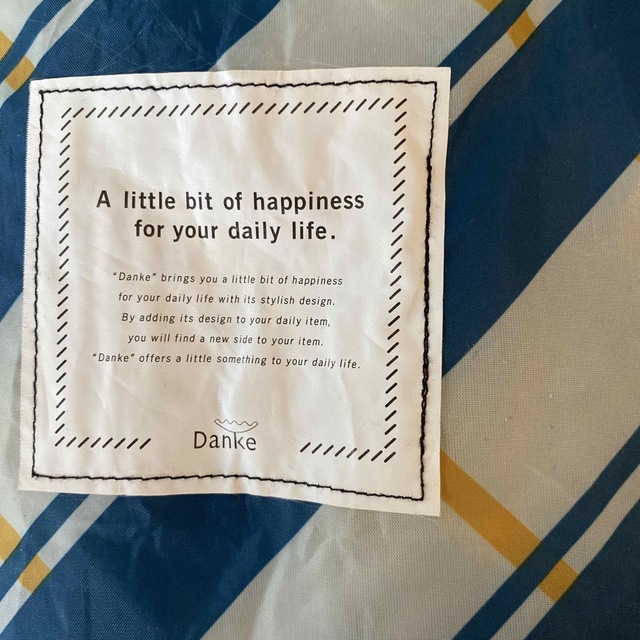 A little bit of happiness
for your daily life.
"Danke" brings you a little bit of happiness
for your daily life with its stylish design.
By adding its design to your daily item,
you will find a new side to your item.
"Danke" offers a little something to your daily life.
Danke